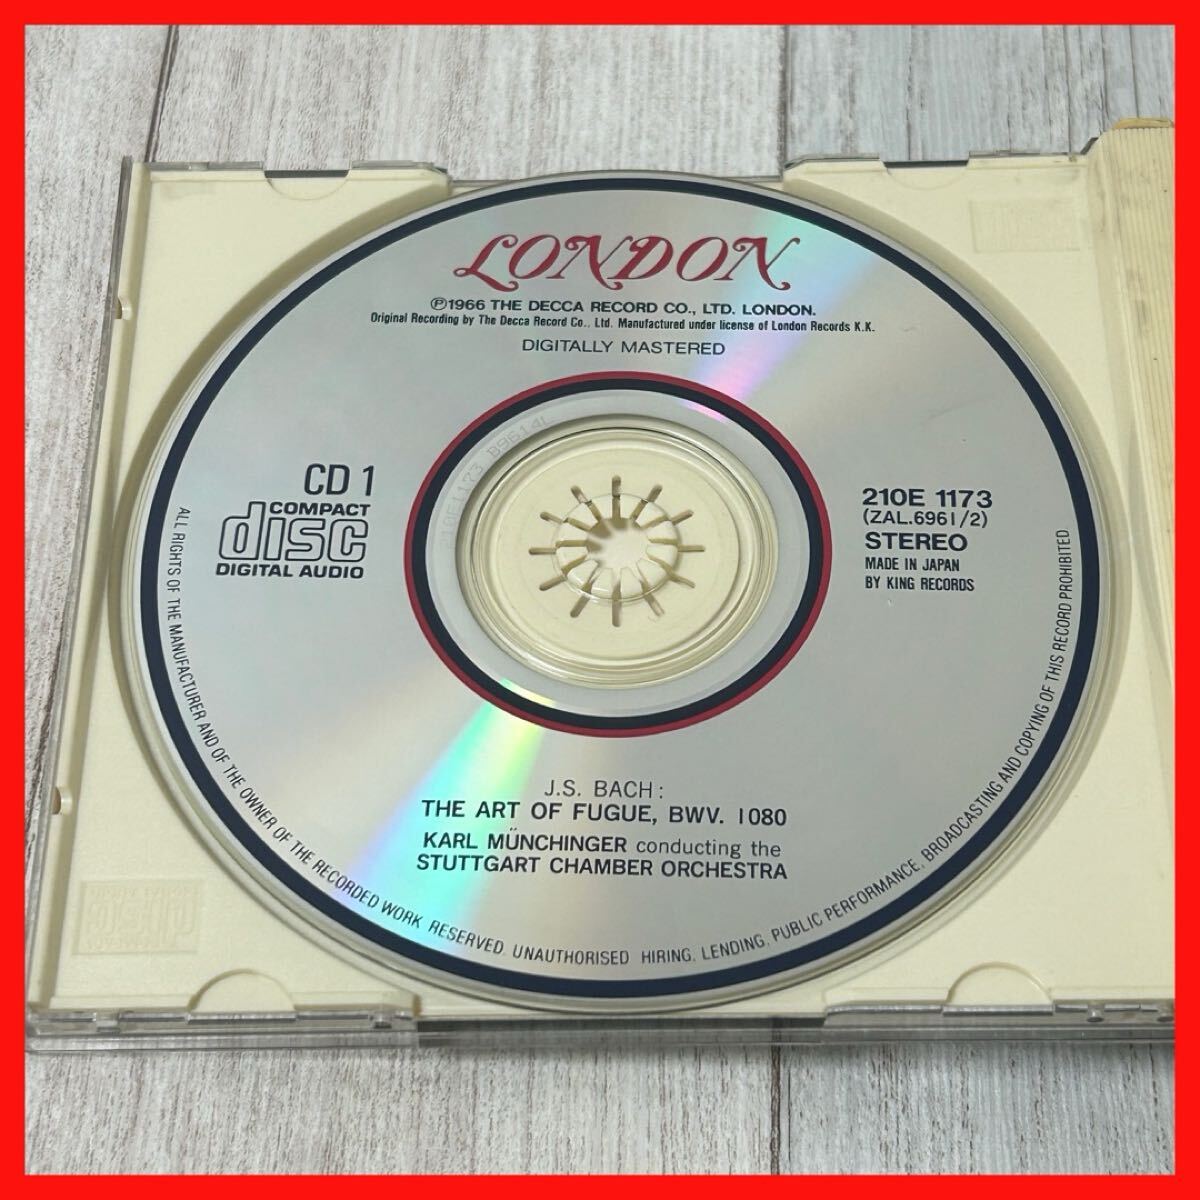 LONDON
Ⓟ1966 THE DECCA RECORD CO., LTD. LONDON.
Original Recording by The Decca Record Co., Ltd. Manufactured under license of London Records K.K.
DIGITALLY MASTERED
CD 1
COMPACT
disc
DIGITAL AUDIO
210E 1173
(ZAL.6961/2)
STEREO
MADE IN JAPAN
BY KING RECORDS
210E1173 B9614L
J.S. BACH:
THE ART OF FUGUE, BWV. 1080
KARL MÜNCHINGER conducting the
STUTTGART CHAMBER ORCHESTRA
ALL RIGHTS OF THE MANUFACTURER AND OF THE OWNER OF THE RECORDED WORK RESERVED. UNAUTHORISED HIRING. LENDING. PUBLIC PERFORMANCE. BROADCASTING AND COPYING OF THIS RECORD PROHIBITED